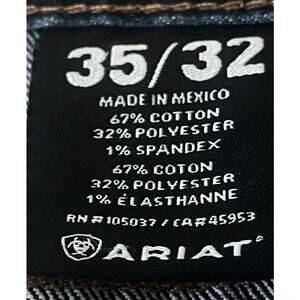 35/32
MADE IN MEXICO
67% COTTON
32% POLYESTER
1% SPANDEX
67% COTON
32% POLYESTER
1% ÉLASTHANNE
RN#105037 / CA#45953
ARIAT